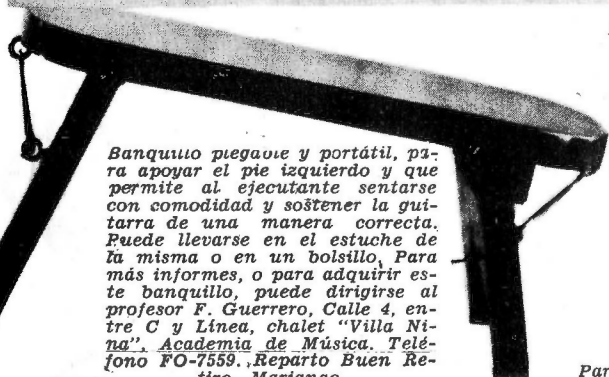 Banquillo plegable y portátil, pa-
ra apoyar el pie izquierdo y que
permite al ejecutante sentarse
con comodidad y sostener la gui-
tarra de una manera correcta.
Puede llevarse en el estuche de
la misma o en un bolsillo. Para
más informes, o para adquirir es-
te banquillo, puede dirigirse al
profesor F. Guerrero, Calle 4, en-
tre C y Línea, chalet "Villa Ni-
na", Academia de Música. Telé-
fono FO-7559. Reparto Buen Re-
tiro, Marianao
Par